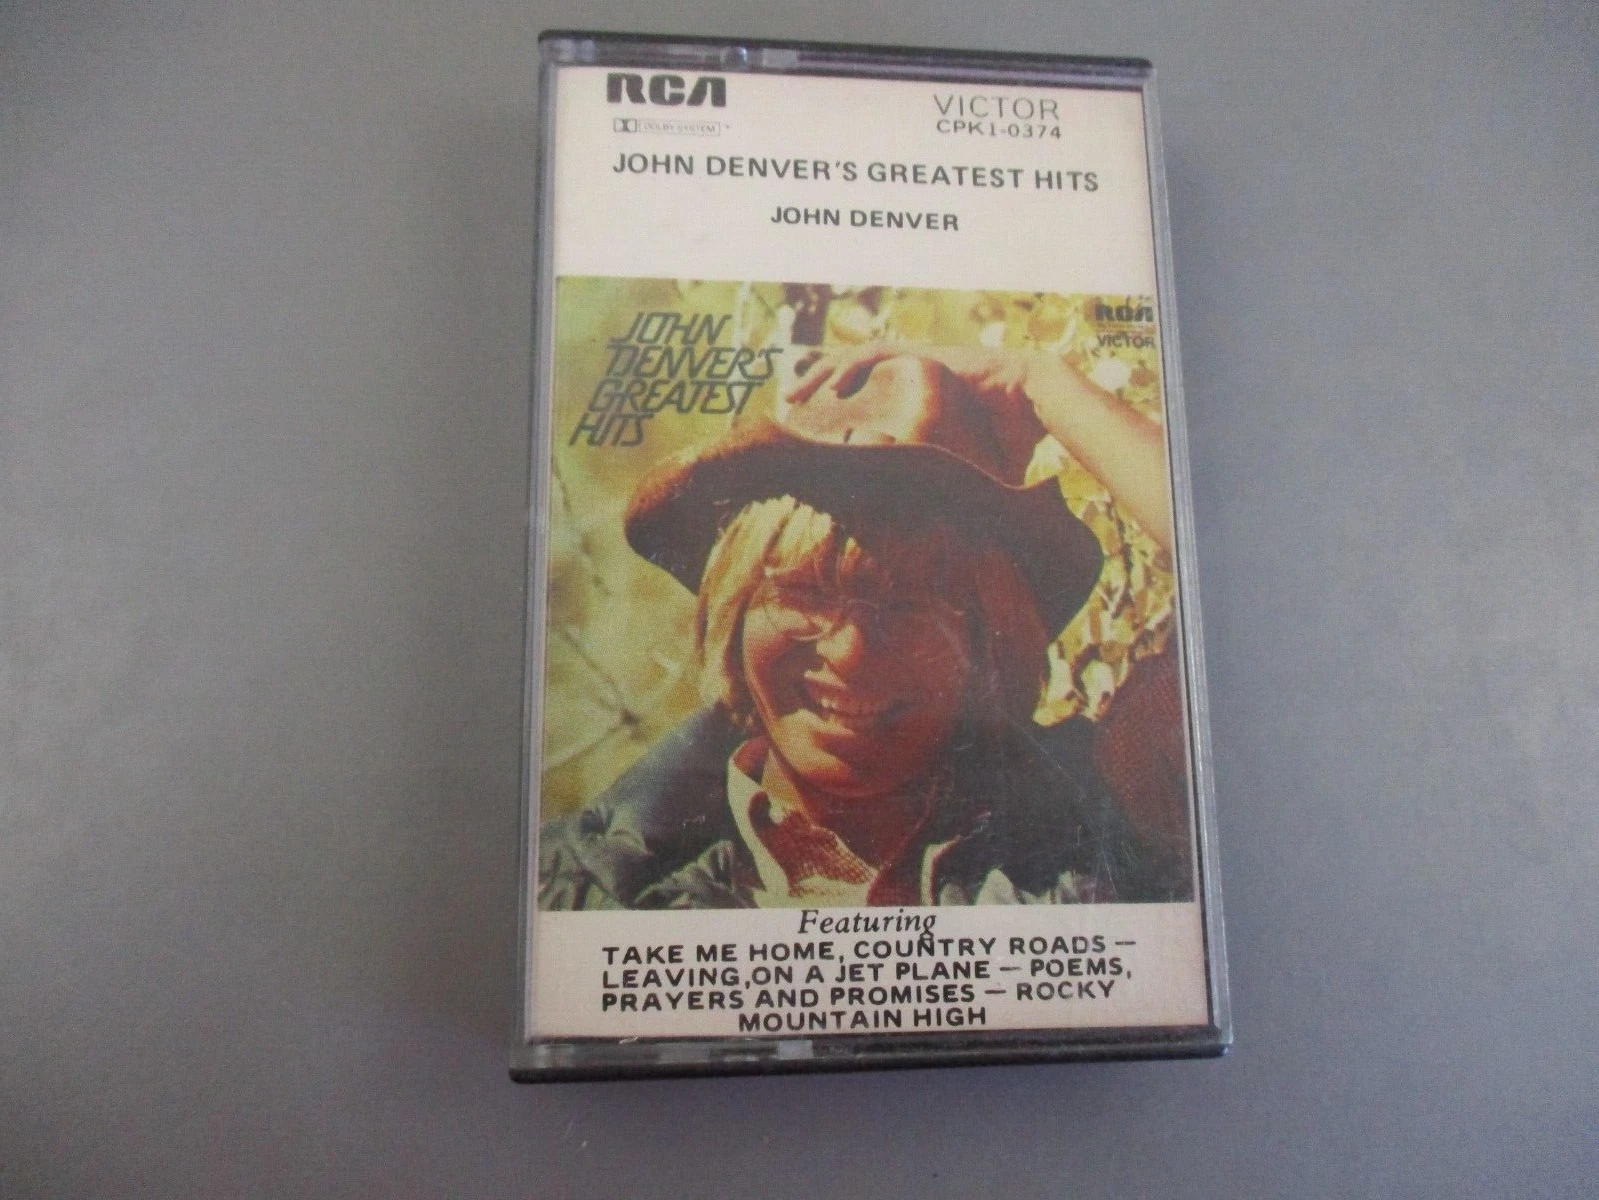 RCA
VICTOR
DOLBY SYSTEM
CPK1-0374
JOHN DENVER'S GREATEST HITS
JOHN DENVER
JOHN
DENVER'S
GREATEST
HITS
RCA
VICTOR
Featuring
TAKE ME HOME, COUNTRY ROADS —
LEAVING, ON A JET PLANE — POEMS,
PRAYERS AND PROMISES — ROCKY
MOUNTAIN HIGH